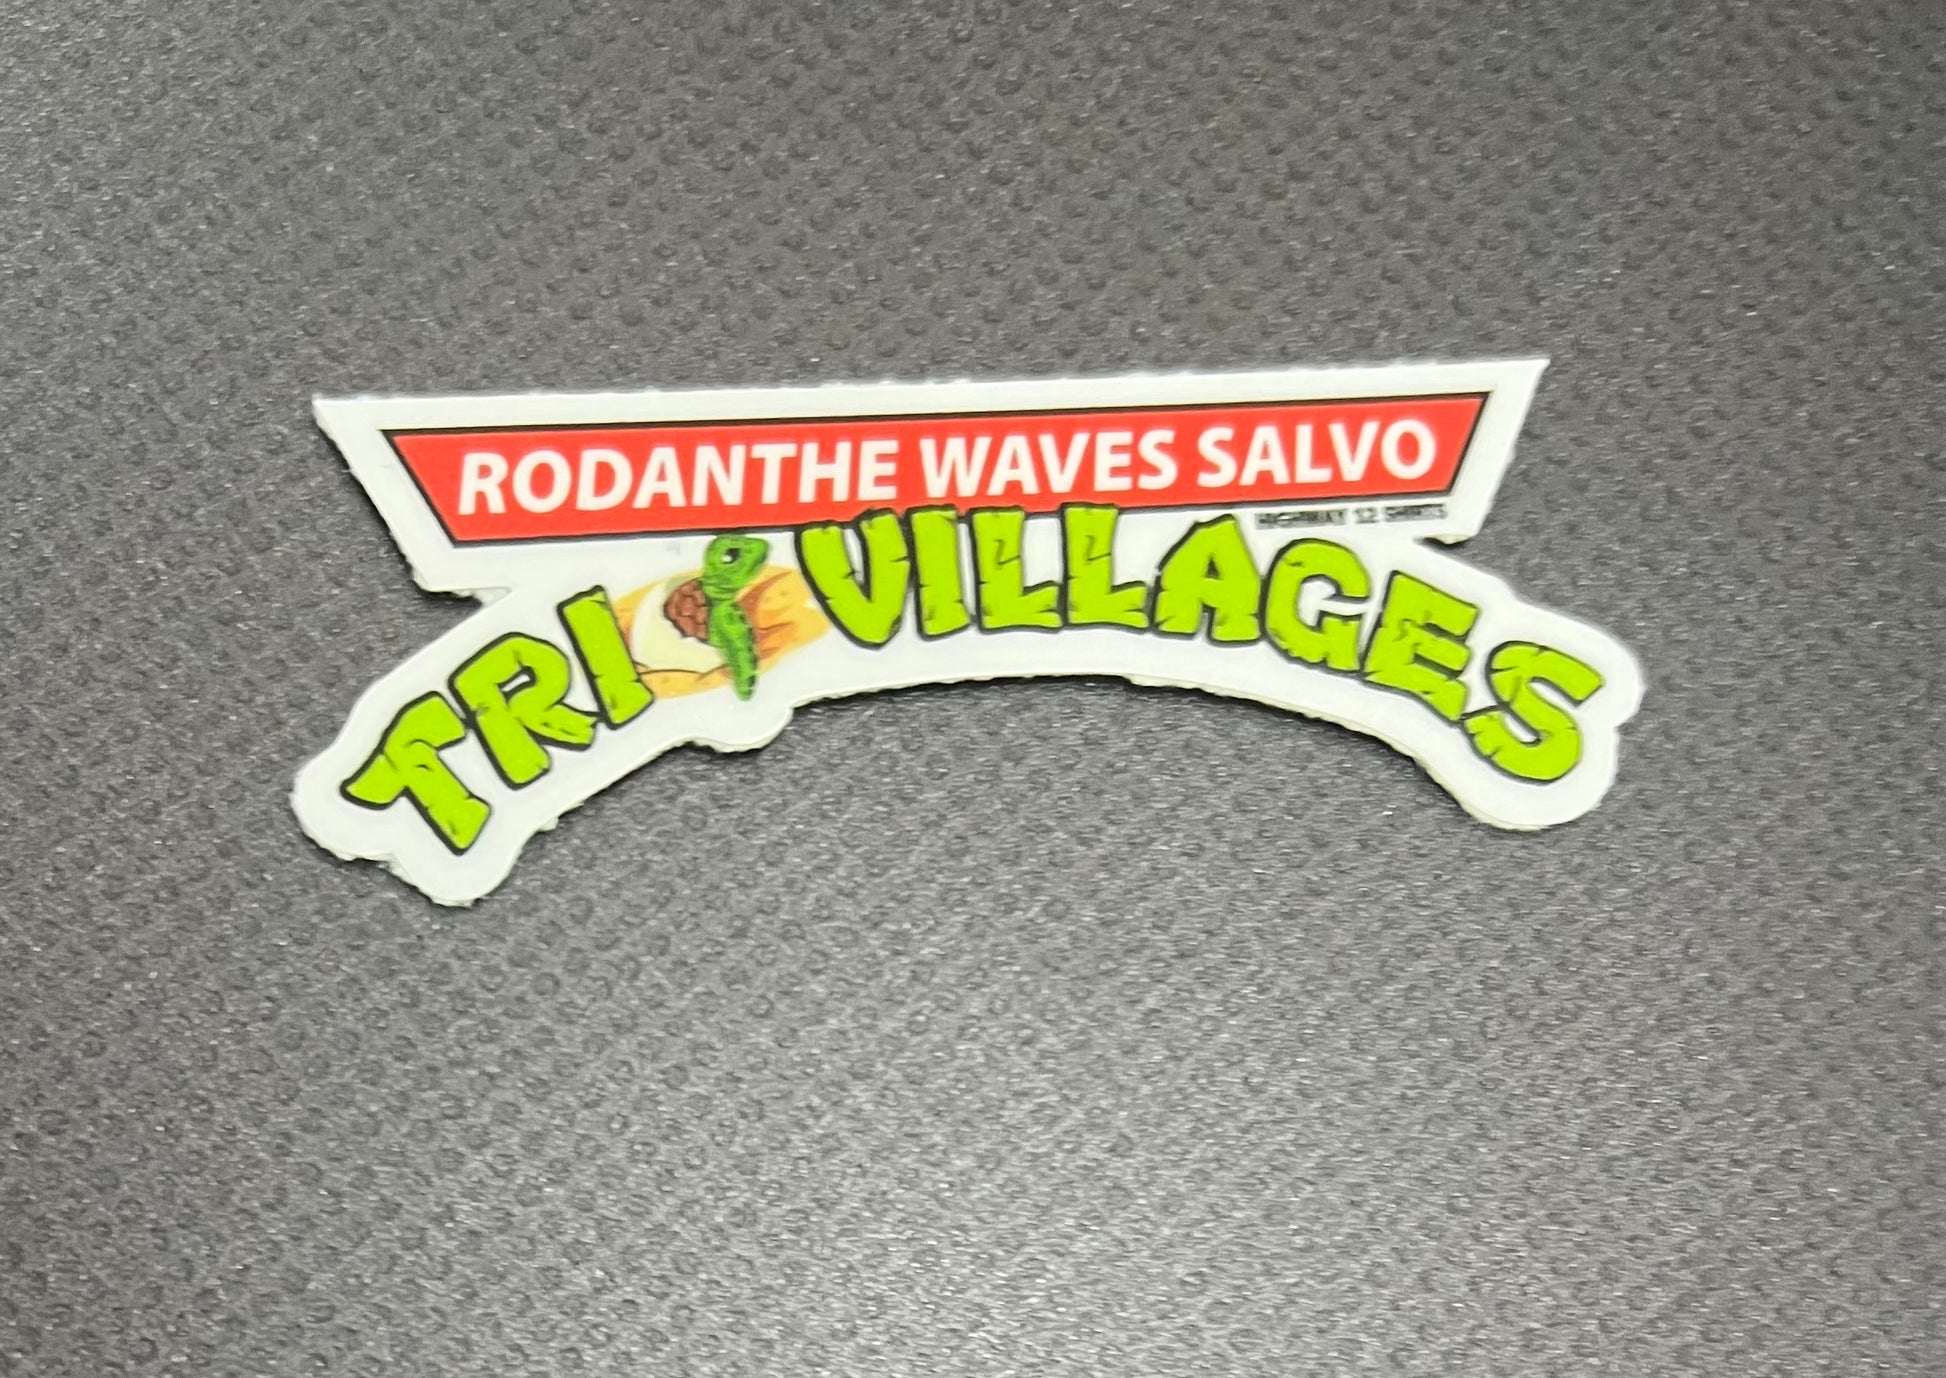 RODANTHE WAVES SALVO
HIGHWAY 12 SHIRTS
TRI VILLAGES